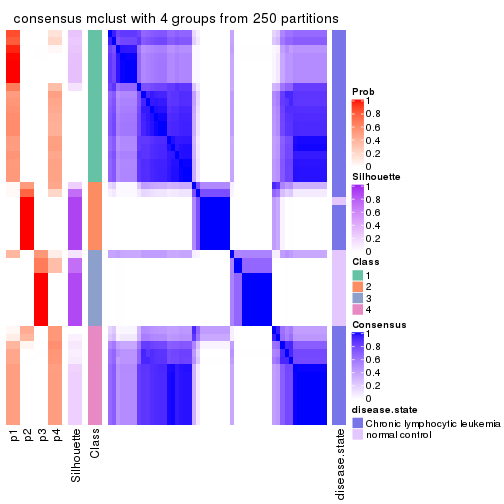 consensus mclust with 4 groups from 250 partitions
Prob
1
0.8
0.6
0.4
0.2
0
Silhouette
1
0.8
0.6
0.4
0.2
0
Class
1
2
3
4
Consensus
1
0.8
0.6
0.4
0.2
0
disease.state
Chronic lymphocytic leukemia
normal control
p1
p2
p3
p4
Silhouette
Class
disease.state